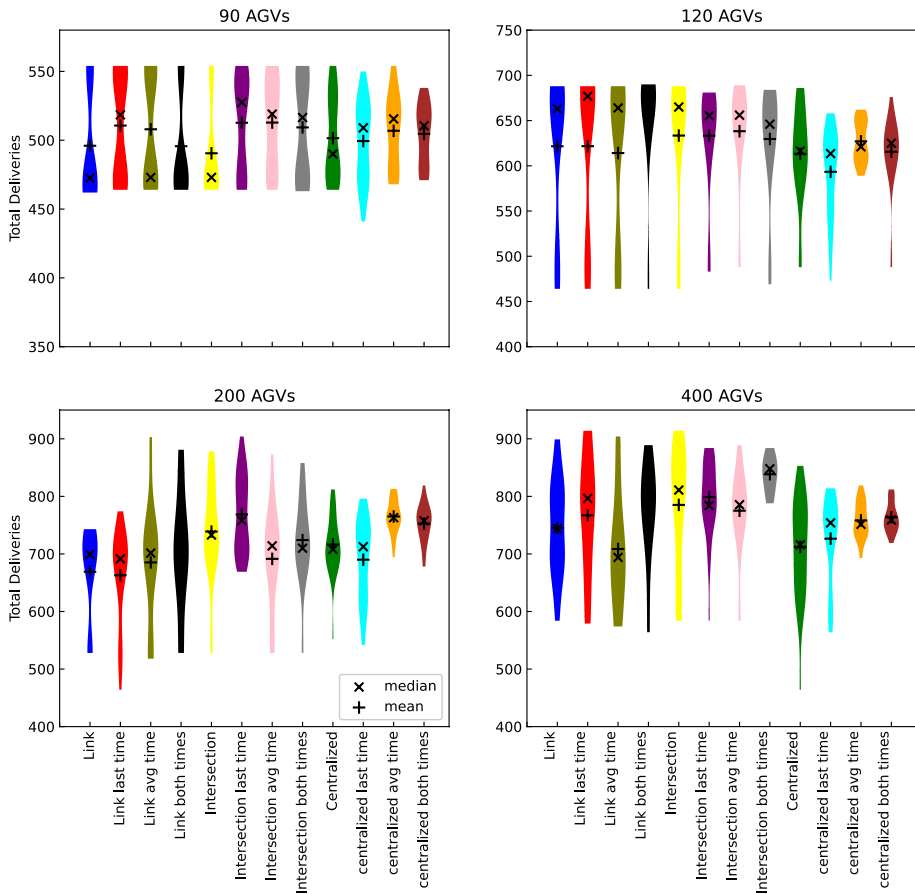 90 AGVs
Total Deliveries
550
500
450
400
350
120 AGVs
750
700
650
600
550
500
450
400
200 AGVs
Total Deliveries
900
800
700
600
500
400
median
mean
Link
Link last time
Link avg time
Link both times
Intersection
Intersection last time
Intersection avg time
Intersection both times
Centralized
centralized last time
centralized avg time
centralized both times
400 AGVs
900
800
700
600
500
400
Link
Link last time
Link avg time
Link both times
Intersection
Intersection last time
Intersection avg time
Intersection both times
Centralized
centralized last time
centralized avg time
centralized both times